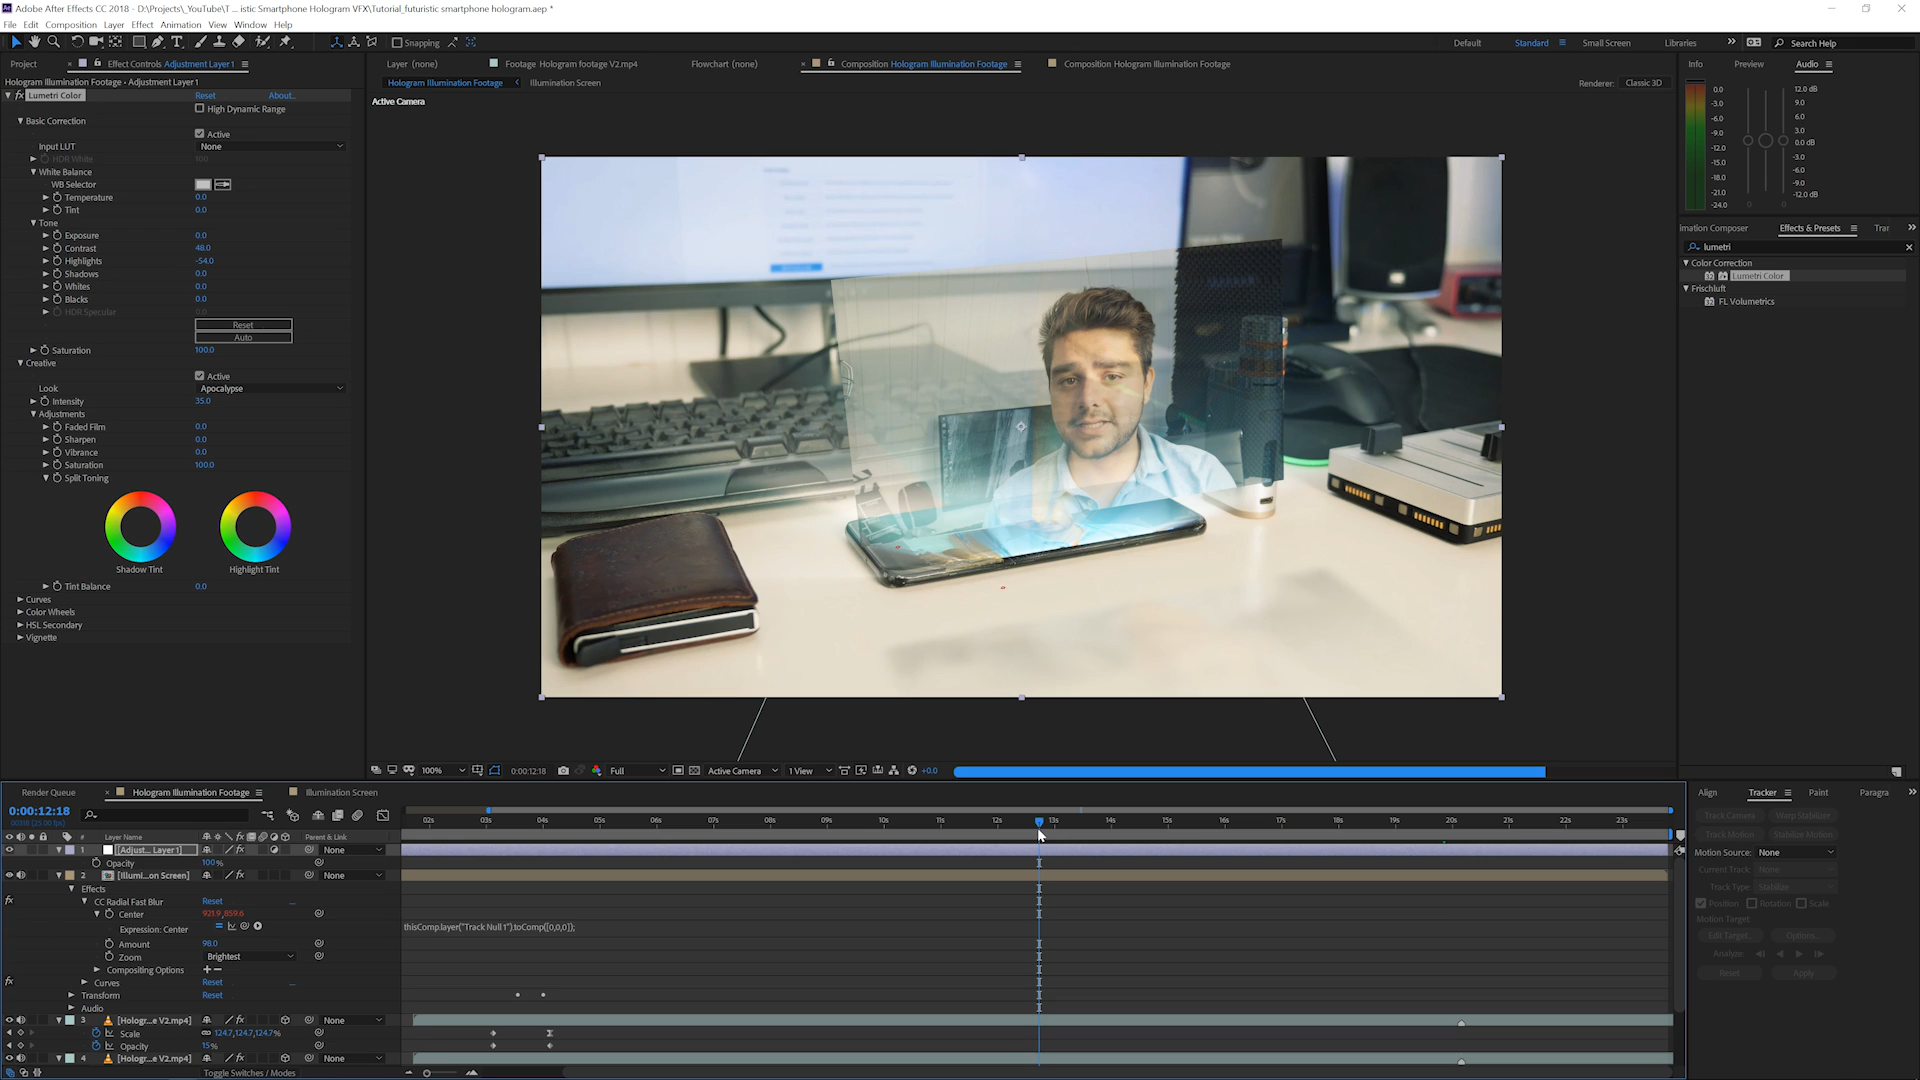 Adobe After Effects CC 2018 - D:\Projects\_YouTube\T ... istic Smartphone Hologram VFX\Tutorial_futuristic smartphone hologram.aep *
File Edit Composition Layer Effect Animation View Window Help
Snapping
Default Standard Small Screen Libraries Search Help
Project Effect Controls Adjustment Layer 1
Layer (none) Footage Hologram footage V2.mp4 Flowchart (none) Composition Hologram Illumination Footage Composition Hologram Illumination Footage
Info Preview Audio
Hologram Illumination Footage • Adjustment Layer 1
Hologram Illumination Footage Illumination Screen
Renderer: Classic 3D
Active Camera
fx Lumetri Color Reset About...
High Dynamic Range
Basic Correction
Active
Input LUT None
HDR White 100
White Balance
WB Selector
Temperature 0.0
Tint 0.0
Tone
Exposure 0.0
Contrast 48.0
Highlights -54.0
Shadows 0.0
Whites 0.0
Blacks 0.0
HDR Specular 0.0
Reset
Auto
Saturation 100.0
Creative
Active
Look Apocalypse
Intensity 35.0
Adjustments
Faded Film 0.0
Sharpen 0.0
Vibrance 0.0
Saturation 100.0
Split Toning
Shadow Tint Highlight Tint
Tint Balance 0.0
Curves
Color Wheels
HSL Secondary
Vignette
0.0 12.0 dB
-3.0 9.0
-6.0 6.0
-9.0 3.0
-12.0 0.0 dB
-15.0 -3.0
-18.0 -6.0
-21.0 -9.0
-24.0 -12.0 dB
0 0
imation Composer Effects & Presets Trar
lumetri
Color Correction
Lumetri Color
Frischluft
FL Volumetrics
100% 0:00:12:18 Full Active Camera 1 View +0.0
Render Queue Hologram Illumination Footage Illumination Screen
Align Tracker Paint Paragra
0:00:12:18
02s 03s 04s 05s 06s 07s 08s 09s 10s 11s 12s 13s 14s 15s 16s 17s 18s 19s 20s 21s 22s 23s
# Layer Name Parent & Link
1 [Adjust... Layer 1] None
Opacity 100%
2 [Illumi...on Screen] None
Effects
CC Radial Fast Blur Reset
Center 921.9,859.6
Expression: Center thisComp.layer("Track Null 1").toComp([0,0,0]);
Amount 98.0
Zoom Brightest
Compositing Options
Curves Reset
Transform Reset
Audio
3 [Hologr...e V2.mp4] None
Scale 124.7,124.7,124.7%
Opacity 15%
4 [Hologr...e V2.mp4] None
Toggle Switches / Modes
Track Camera Warp Stabilizer
Track Motion Stabilize Motion
Motion Source: None
Current Track: None
Track Type: Stabilize
Position Rotation Scale
Motion Target:
Edit Target... Options...
Analyze:
Reset Apply